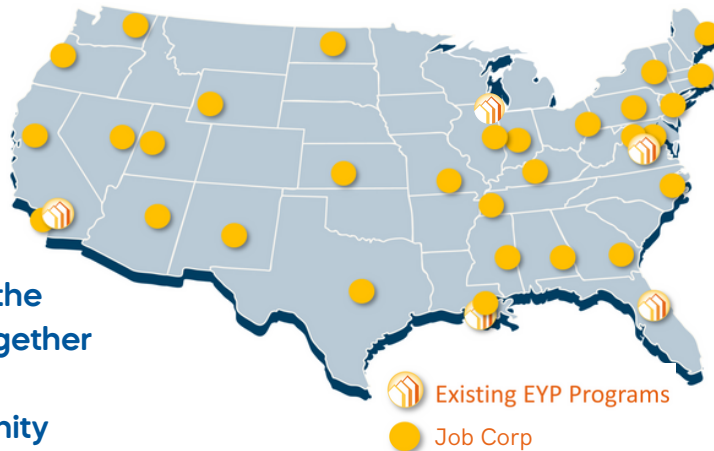 the
gether
nity
Existing EYP Programs
Job Corp